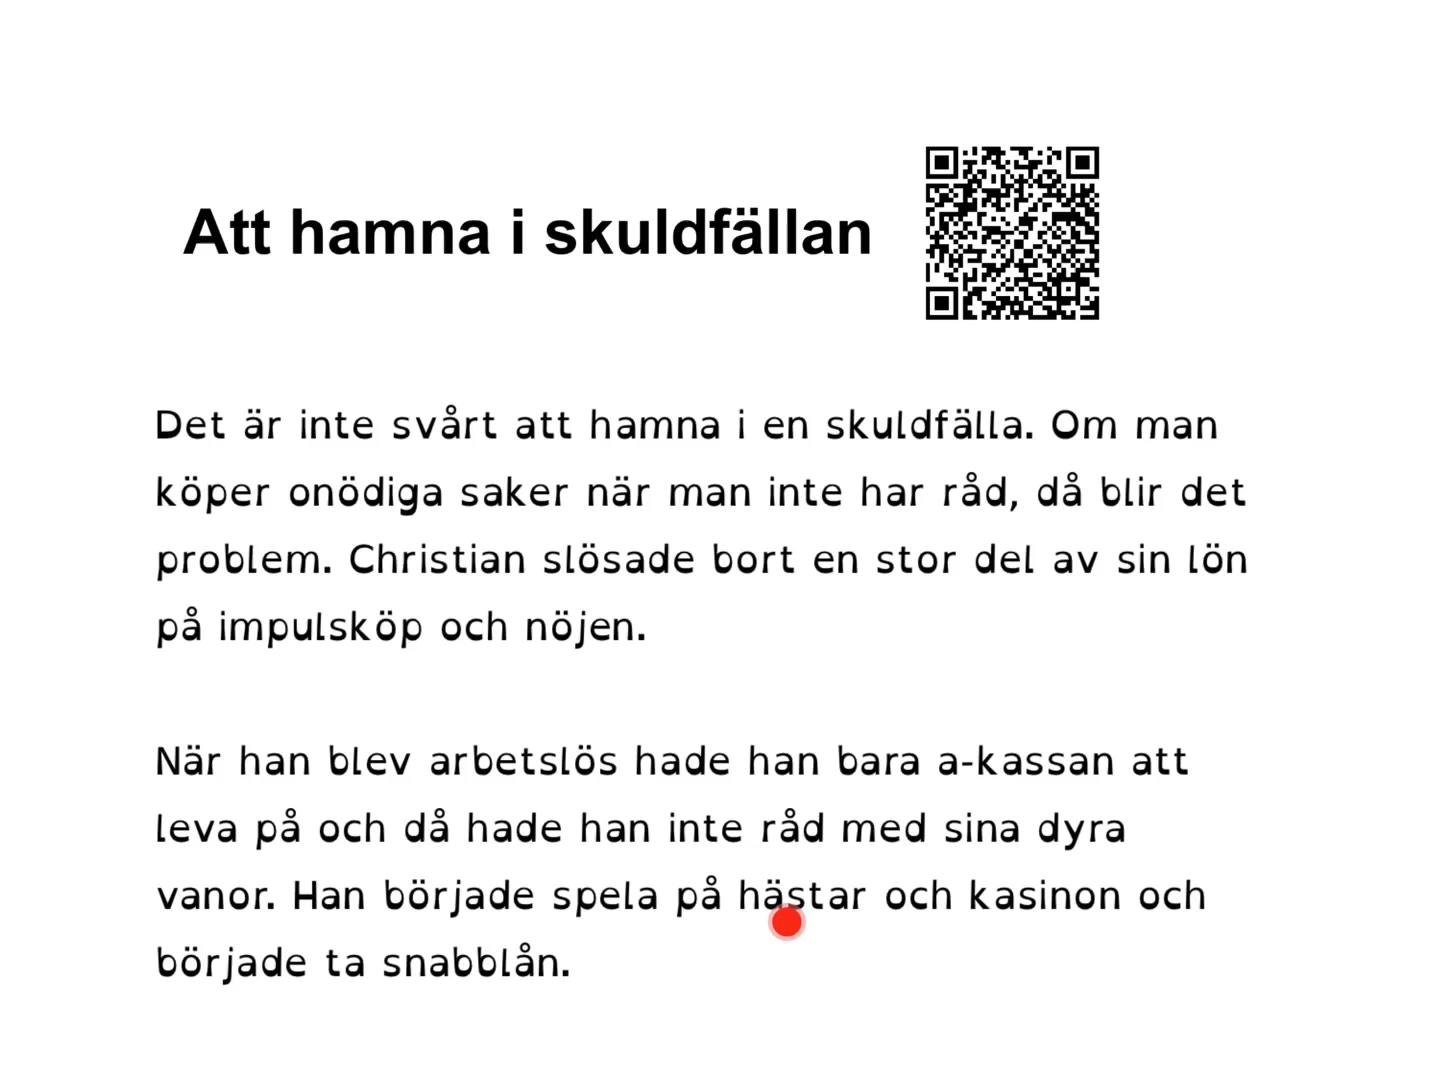 Att hamna i skuldfällan
Det är inte svårt att hamna i en skuldfälla. Om man
köper onödiga saker när man inte har råd, då blir det
problem. Christian slösade bort en stor del av sin lön
på impulsköp och nöjen.
När han blev arbetslös hade han bara a-kassan att
leva på och då hade han inte råd med sina dyra
vanor. Han började spela på hästar och kasinon och
började ta snabblån.